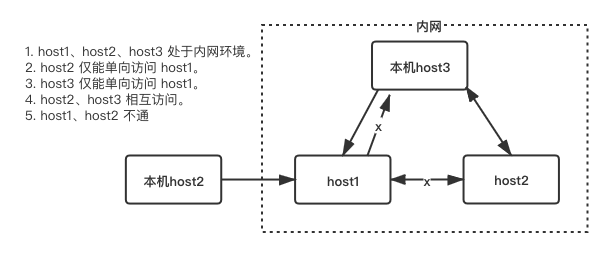 内网
1. host1、host2、host3 处于内网环境。
2. host2 仅能单向访问 host1。
3. host3 仅能单向访问 host1。
4. host2、host3 相互访问。
5. host1、host2 不通
本机host3
x
本机host2
host1
x
host2